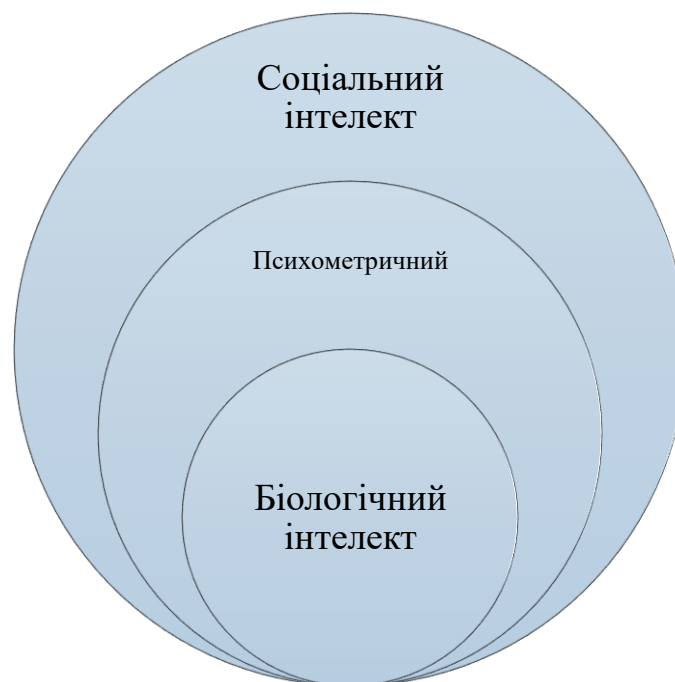 Соціальний
інтелект
Психометричний
Біологічний
інтелект